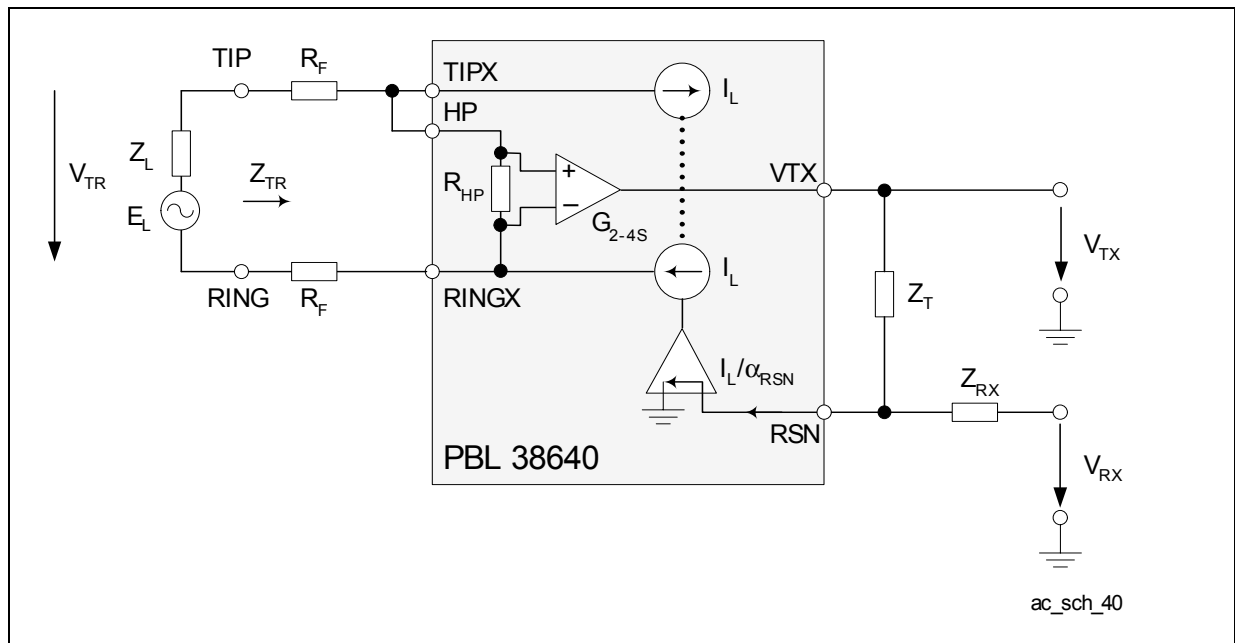 TIP
R_F
TIPX
I_L
HP
Z_L
V_TR
Z_TR
R_HP
+
−
VTX
E_L
G_2-4S
V_TX
I_L
Z_T
RING
R_F
RINGX
I_L/α_RSN
Z_RX
RSN
PBL 38640
V_RX
ac_sch_40